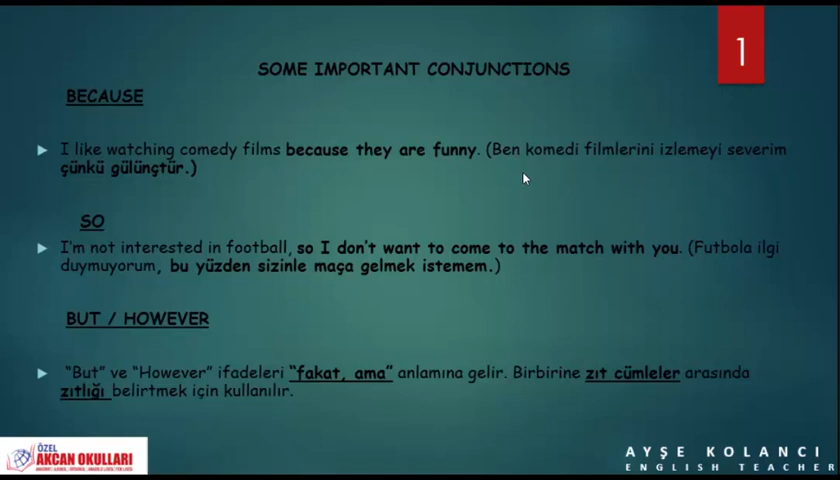 1
SOME IMPORTANT CONJUNCTIONS
BECAUSE
I like watching comedy films because they are funny. (Ben komedi filmlerini izlemeyi severim
çünkü gülünçtür.)
SO
I'm not interested in football, so I don't want to come to the match with you. (Futbola ilgi
duymuyorum, bu yüzden sizinle maça gelmek istemem.)
BUT / HOWEVER
"But" ve "However" ifadeleri "fakat, ama" anlamına gelir. Birbirine zıt cümleler arasında
zıtlığı belirtmek için kullanılır.
ÖZEL
AKCAN OKULLARI
AYŞE KOLANCI
ENGLISH TEACHER